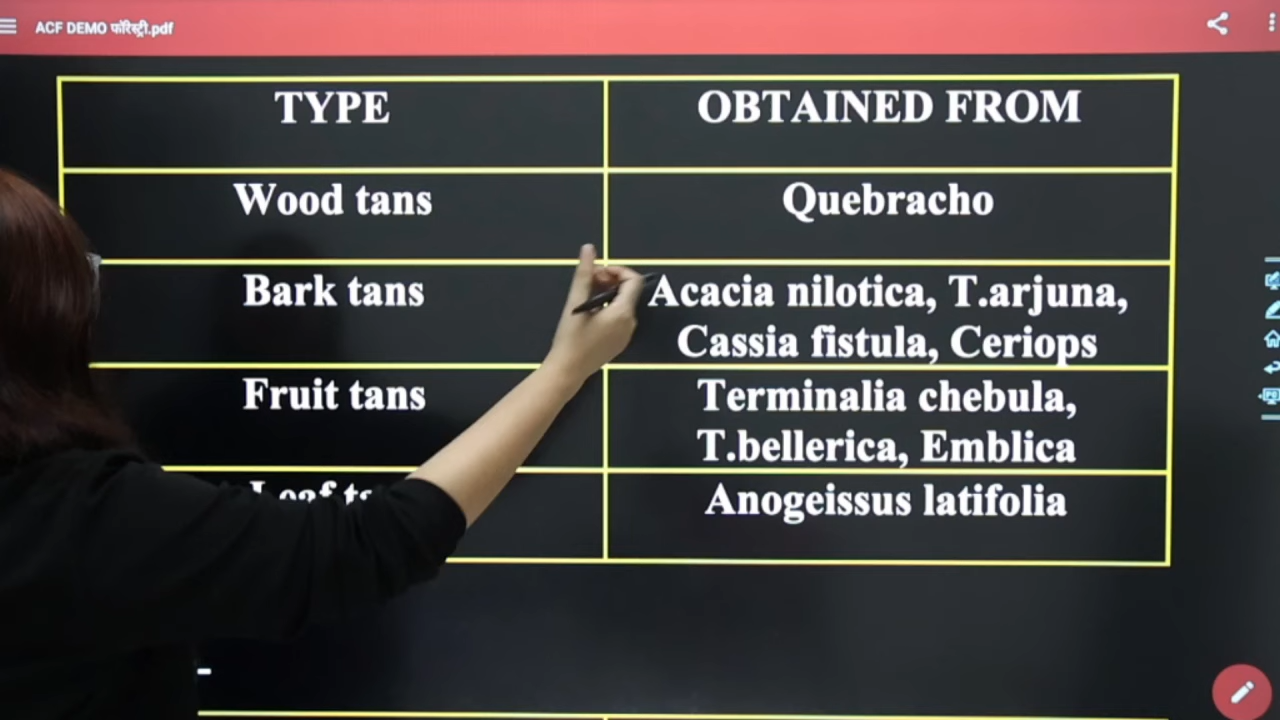 ACF DEMO फॉरेस्ट्री.pdf
TYPE
OBTAINED FROM
Wood tans
Quebracho
Bark tans
Acacia nilotica, T.arjuna,
Cassia fistula, Ceriops
Fruit tans
Terminalia chebula,
T.bellerica, Emblica
Leaf
Anogeissus latifolia